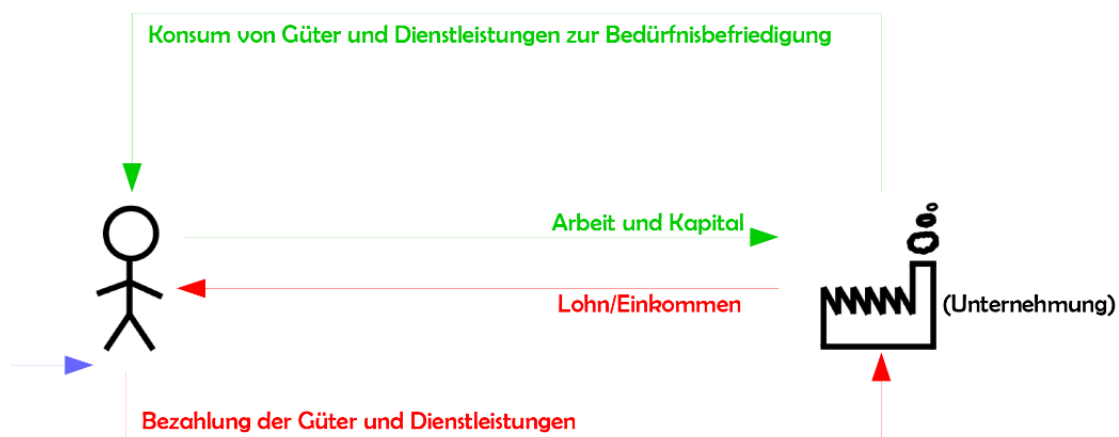 Konsum von Güter und Dienstleistungen zur Bedürfnisbefriedigung
Arbeit und Kapital
Lohn/Einkommen
(Unternehmung)
Bezahlung der Güter und Dienstleistungen